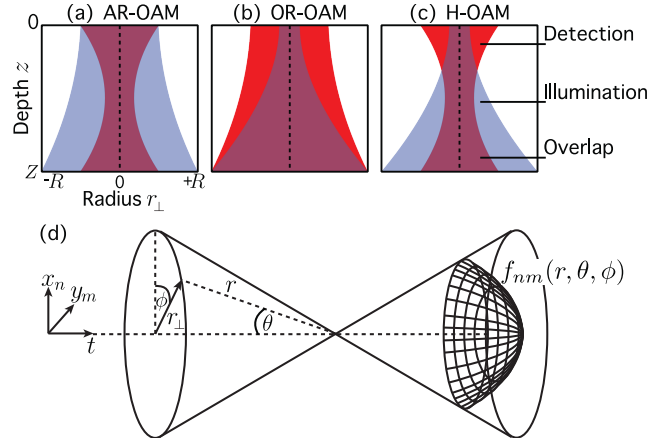 (a) AR-OAM
(b) OR-OAM
(c) H-OAM
0
Depth z
Z
-R
0
+R
Radius r⊥
Detection
Illumination
Overlap
(d)
xₙ
yₘ
t
ϕ
r⊥
r
θ
fₙₘ(r, θ, ϕ)